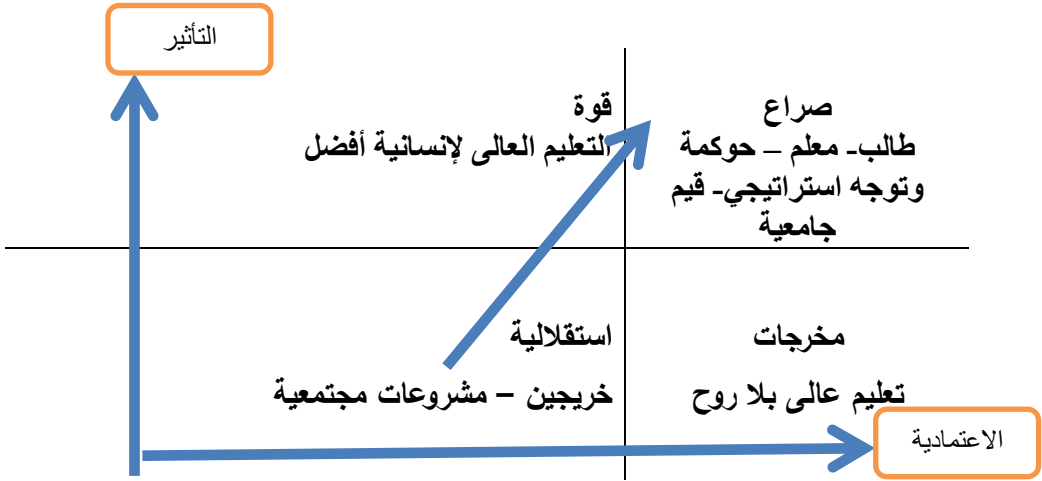 التأثير
صراع
طالب- معلم – حوكمة
وتوجه استراتيجي- قيم
جامعية
قوة
التعليم العالى لإنسانية أفضل
مخرجات
تعليم عالى بلا روح
استقلالية
خريجين – مشروعات مجتمعية
الاعتمادية